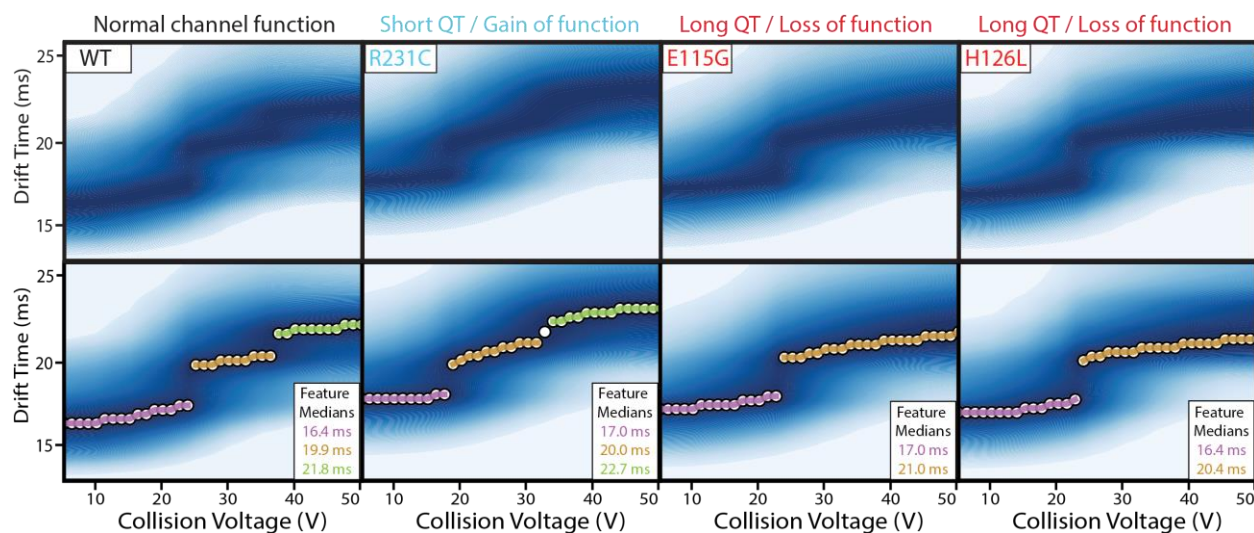 Normal channel function
Short QT / Gain of function
Long QT / Loss of function
Long QT / Loss of function
25
20
15
Drift Time (ms)
WT
R231C
E115G
H126L
25
20
15
Drift Time (ms)
Feature
Medians
16.4 ms
19.9 ms
21.8 ms
Feature
Medians
17.0 ms
20.0 ms
22.7 ms
Feature
Medians
17.0 ms
21.0 ms
Feature
Medians
16.4 ms
20.4 ms
10 20 30 40 50
10 20 30 40 50
10 20 30 40 50
10 20 30 40 50
Collision Voltage (V)
Collision Voltage (V)
Collision Voltage (V)
Collision Voltage (V)